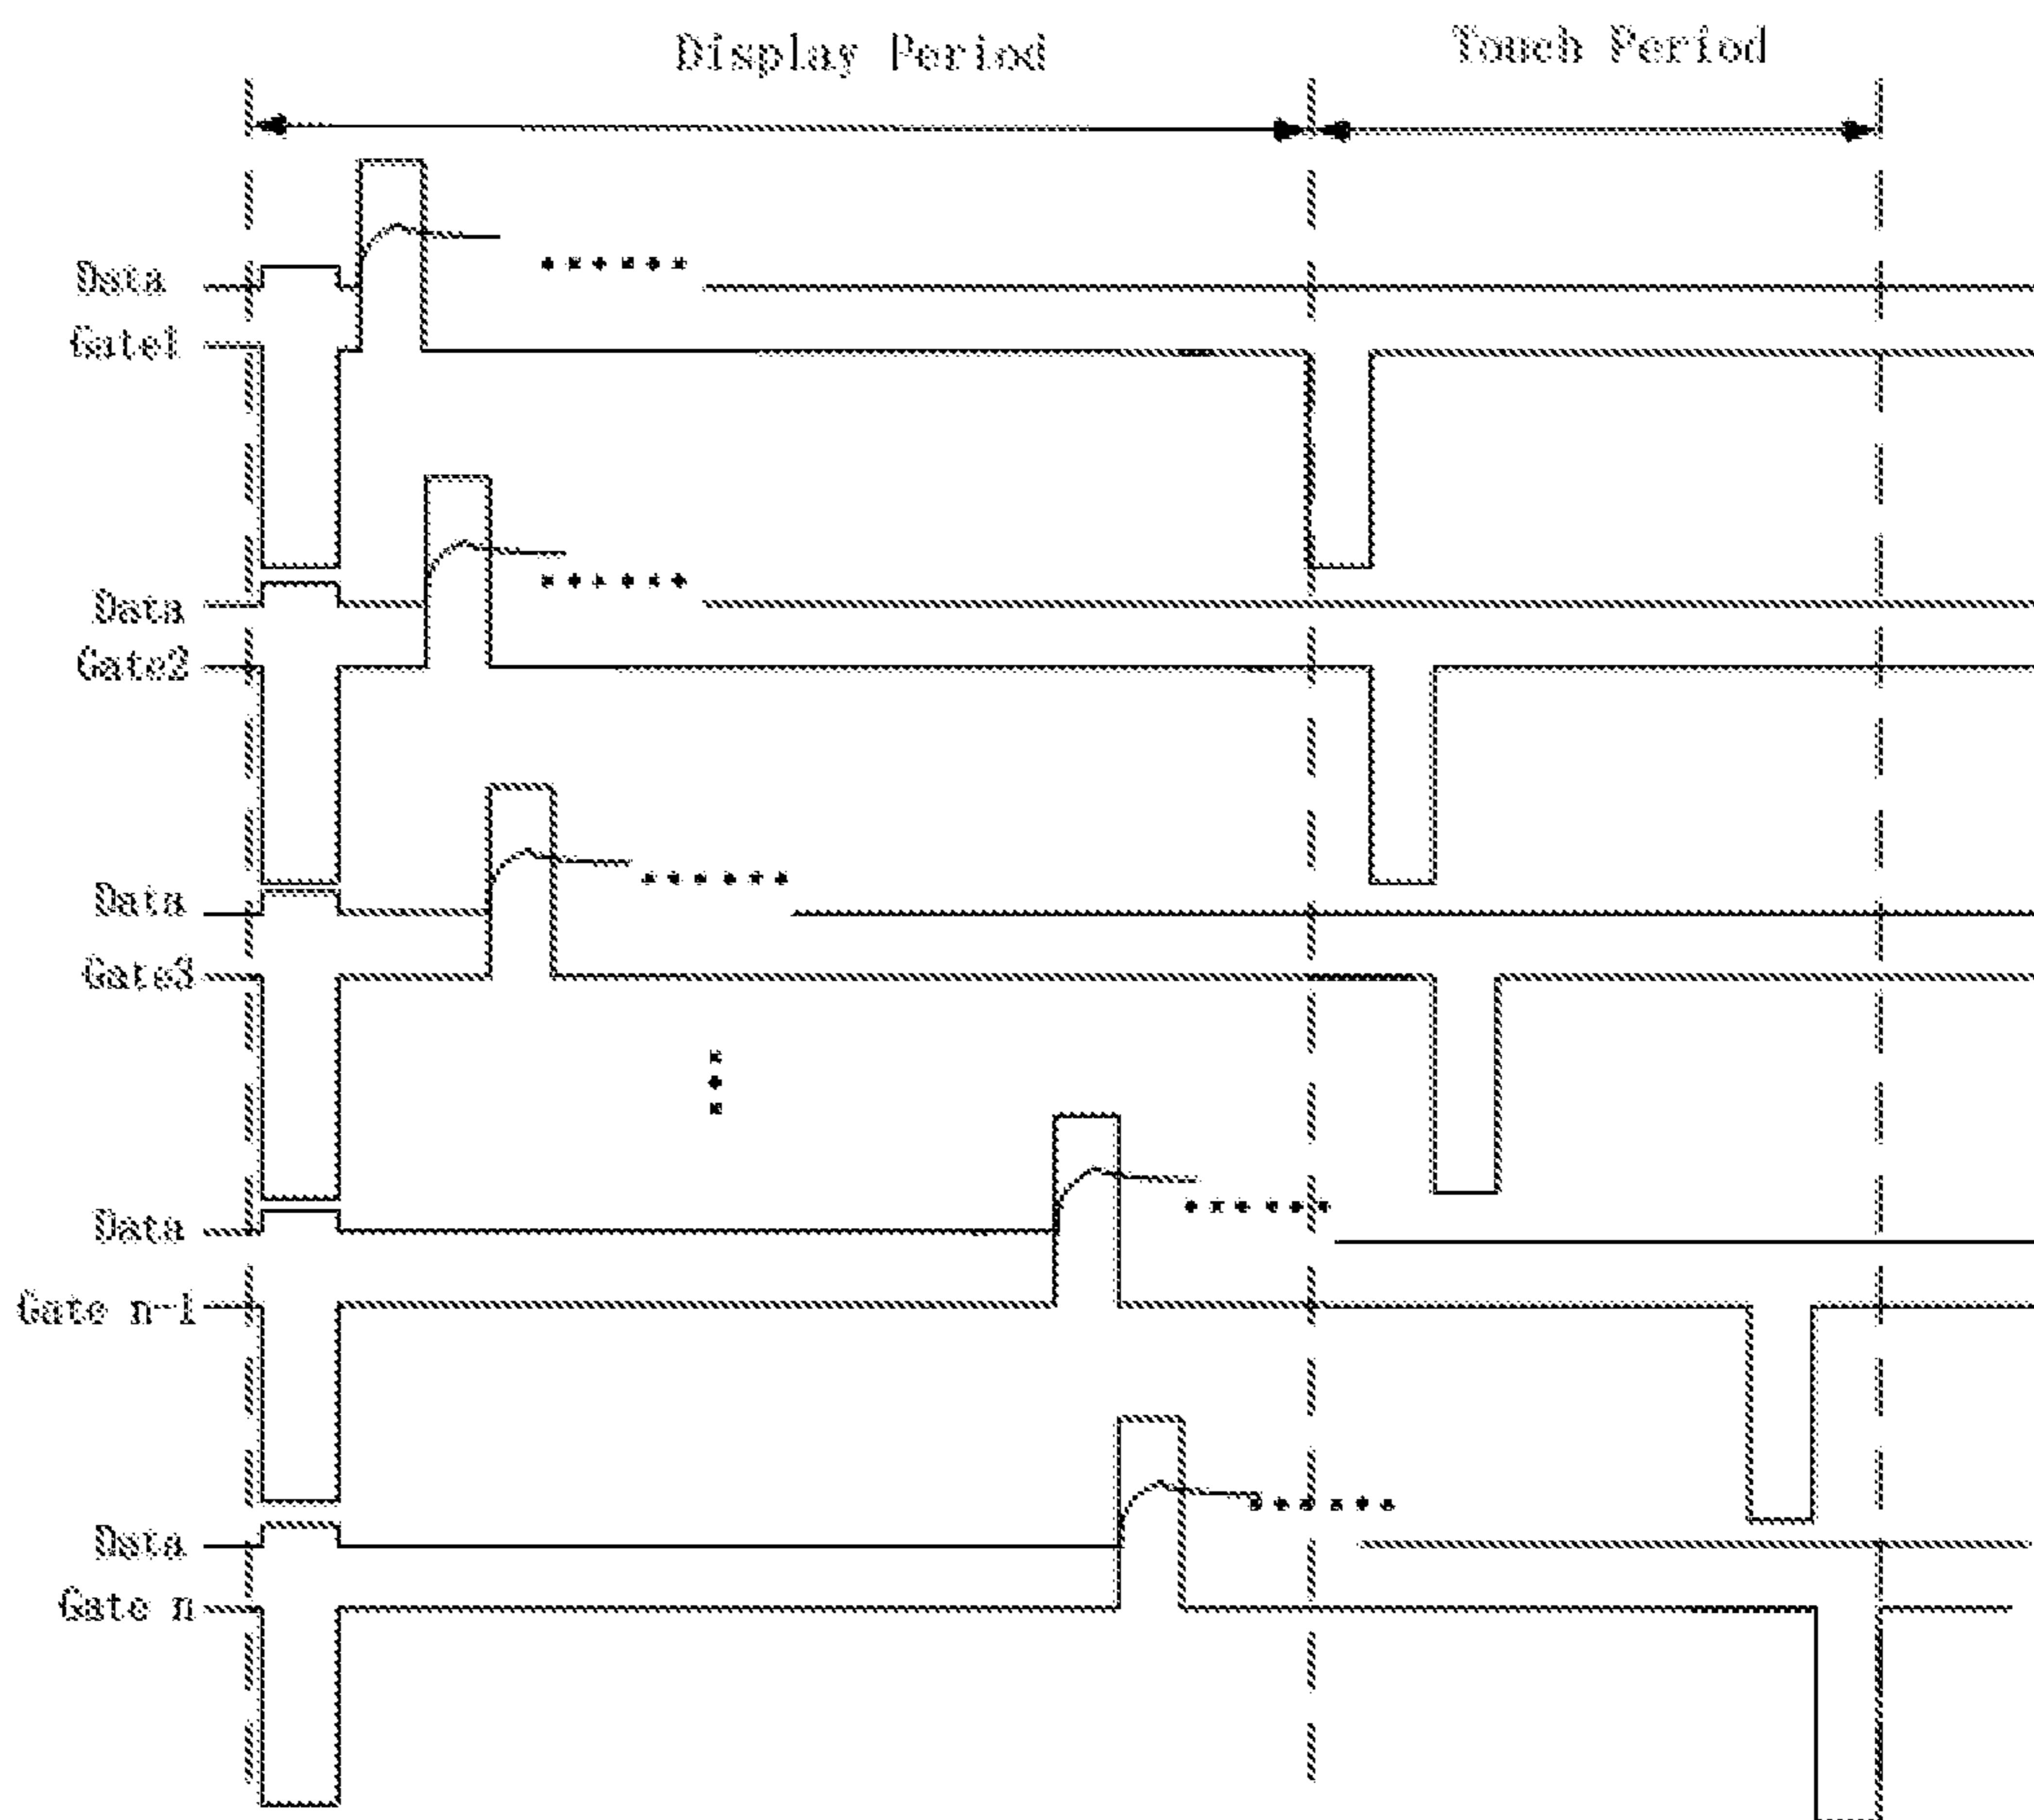 Display Period
Touch Period
Data
Gate1
Data
Gate2
Data
Gate3
Data
Gate n-1
Data
Gate n